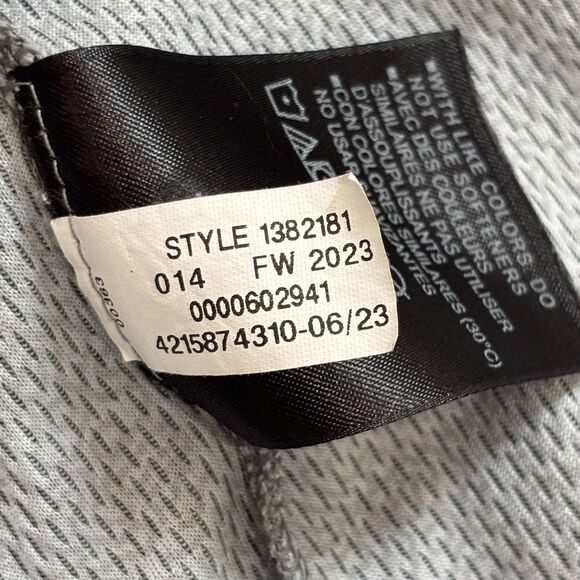 STYLE 1382181
014 FW 2023
0000602941
4215874310-06/23
00363
•WITH LIKE COLORS. DO
NOT USE SOFTENERS
•AVEC DES COULEURS
SIMILAIRES NE PAS UTILISER
D'ASSOUPLISSANTS
•CON COLORES SIMILARES (30°C)
NO USAR